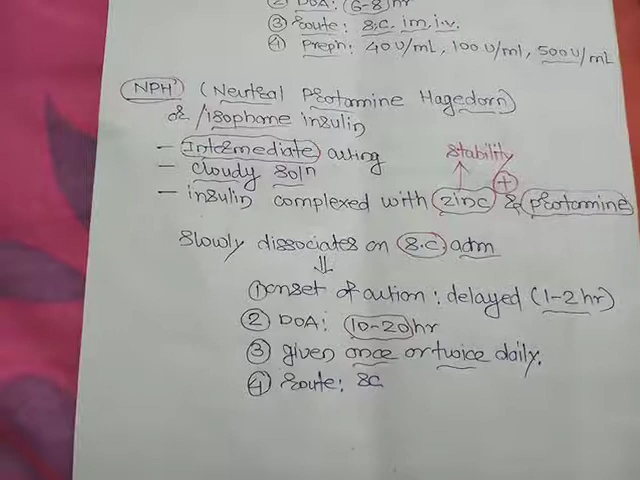 ② DOA: (6-8) hr
③ Route: S.C. im, i.v.
④ Prepn: 40 U/mL, 100 U/ml, 500 U/mL
NPH (Neutral Protamine Hagedorn)
or /Isophane insulin
- Intermediate acting
stability
- cloudy soln
+
- insulin complexed with zinc & protamine
slowly dissociates on S.C adm
⇓
① onset of action: delayed (1-2 hr)
② DOA: 10-20 hr
③ given once or twice daily.
④ Route: SC